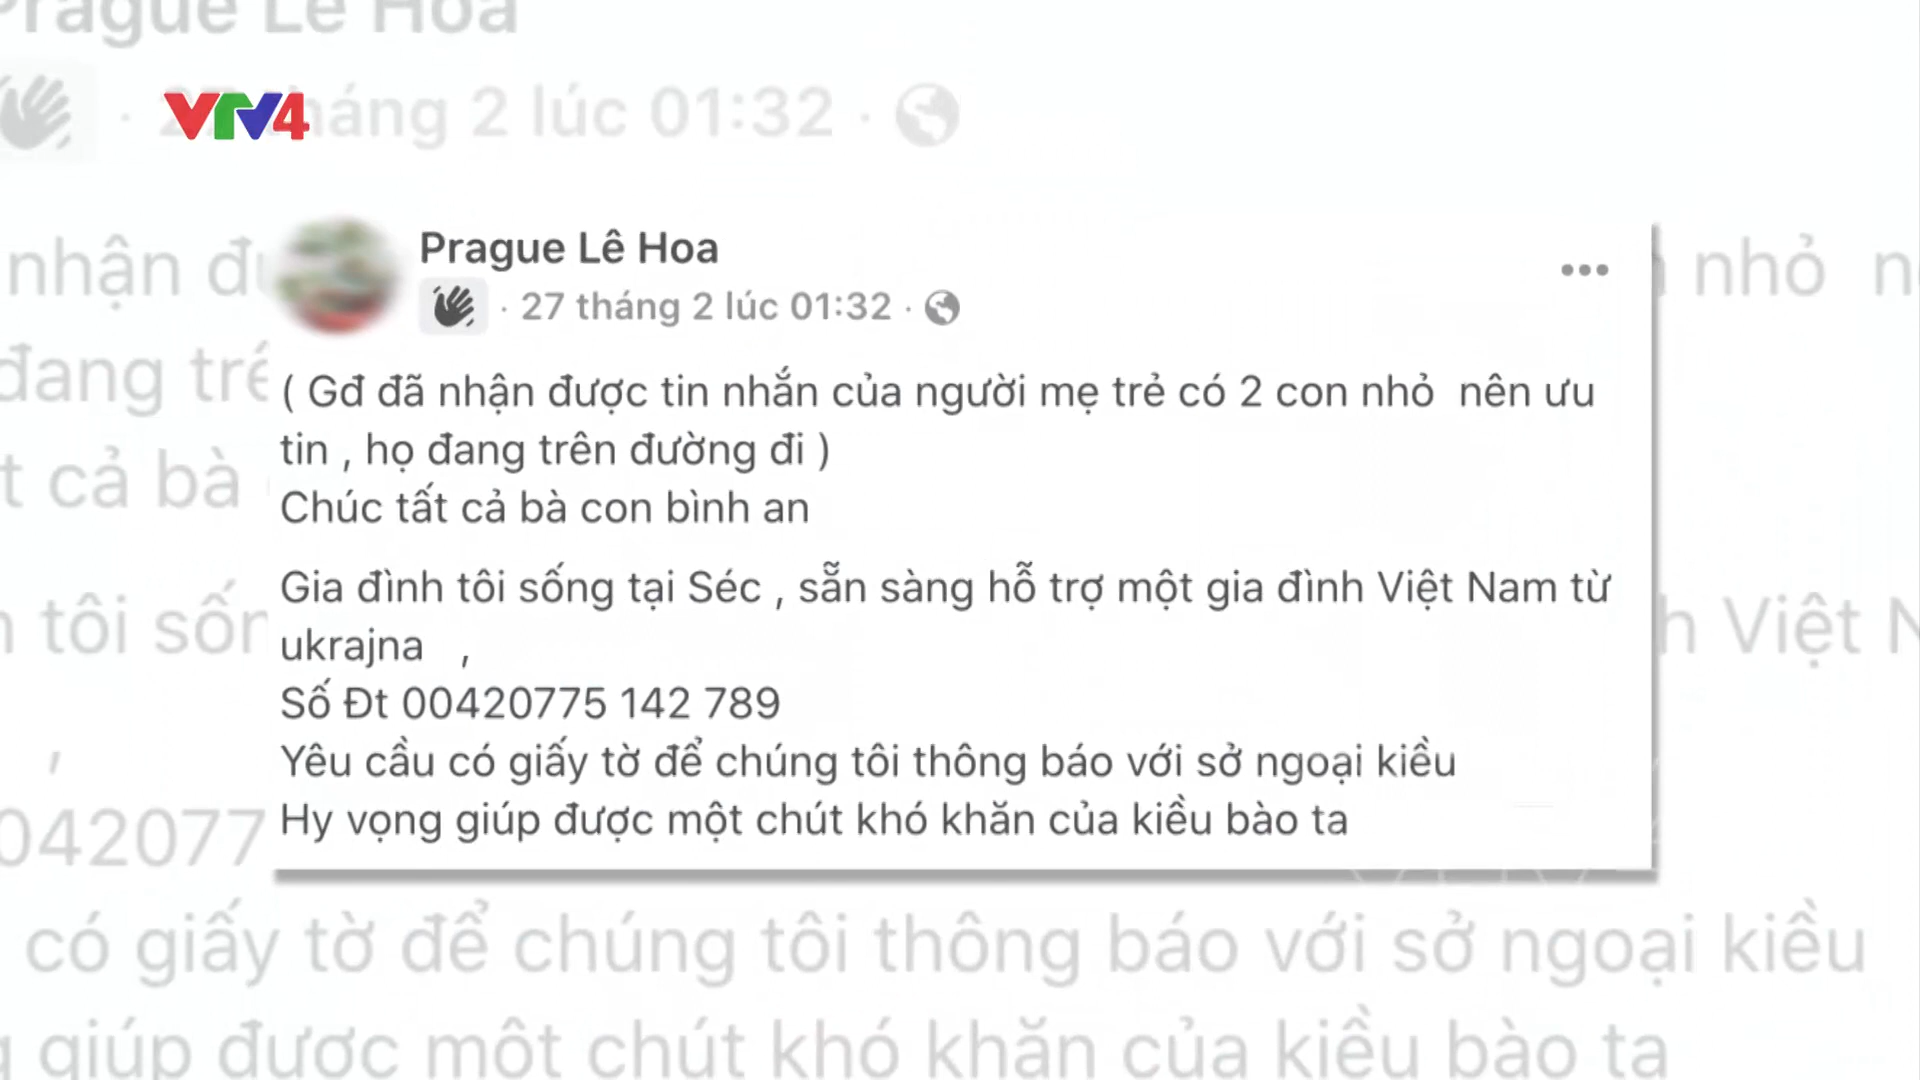 Prague Lê Hoa
háng 2 lúc 01:32
VTV4
Prague Lê Hoa
27 tháng 2 lúc 01:32
( Gđ đã nhận được tin nhắn của người mẹ trẻ có 2 con nhỏ nên ưu
tin , họ đang trên đường đi )
Chúc tất cả bà con bình an
Gia đình tôi sống tại Séc , sẵn sàng hỗ trợ một gia đình Việt Nam từ
ukrajna ,
Số Đt 00420775 142 789
Yêu cầu có giấy tờ để chúng tôi thông báo với sở ngoại kiều
Hy vọng giúp được một chút khó khăn của kiều bào ta
nhận
nhỏ
đang
cả bà
tôi
Việt
có giấy tờ để chúng tôi thông báo với sở ngoại kiều
giúp được một chút khó khăn của kiều bào ta